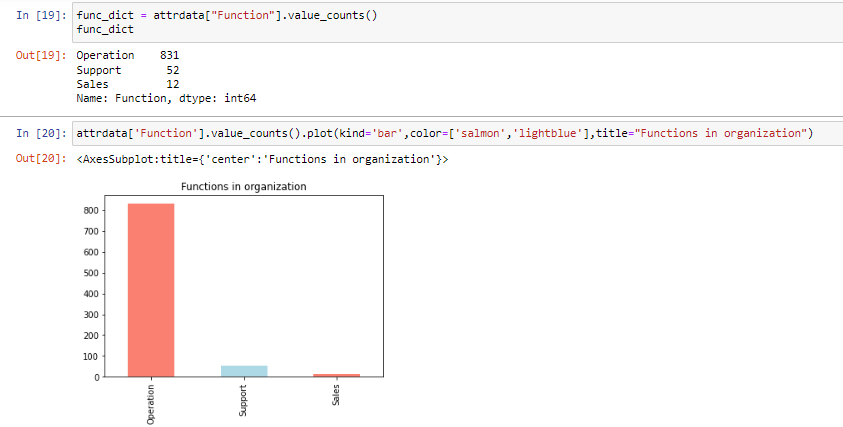 In [19]: func_dict = attrdata["Function"].value_counts()
func_dict
Out[19]: Operation    831
Support       52
Sales         12
Name: Function, dtype: int64
In [20]: attrdata['Function'].value_counts().plot(kind='bar',color=['salmon','lightblue'],title="Functions in organization")
Out[20]: <AxesSubplot:title={'center':'Functions in organization'}>
Functions in organization
800
700
600
500
400
300
200
100
0
Operation
Support
Sales